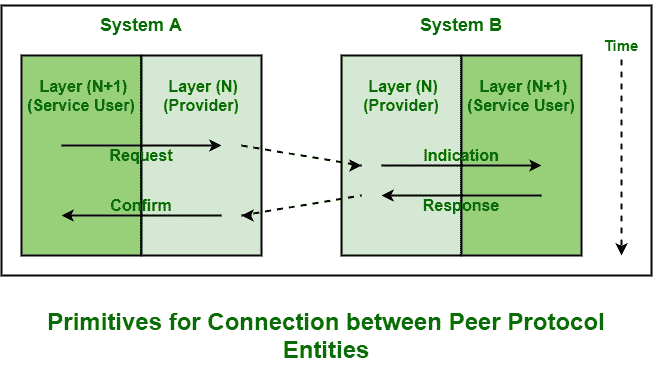 System A
System B
Time
Layer (N+1)
(Service User)
Layer (N)
(Provider)
Layer (N)
(Provider)
Layer (N+1)
(Service User)
Request
Indication
Confirm
Response
Primitives for Connection between Peer Protocol
Entities